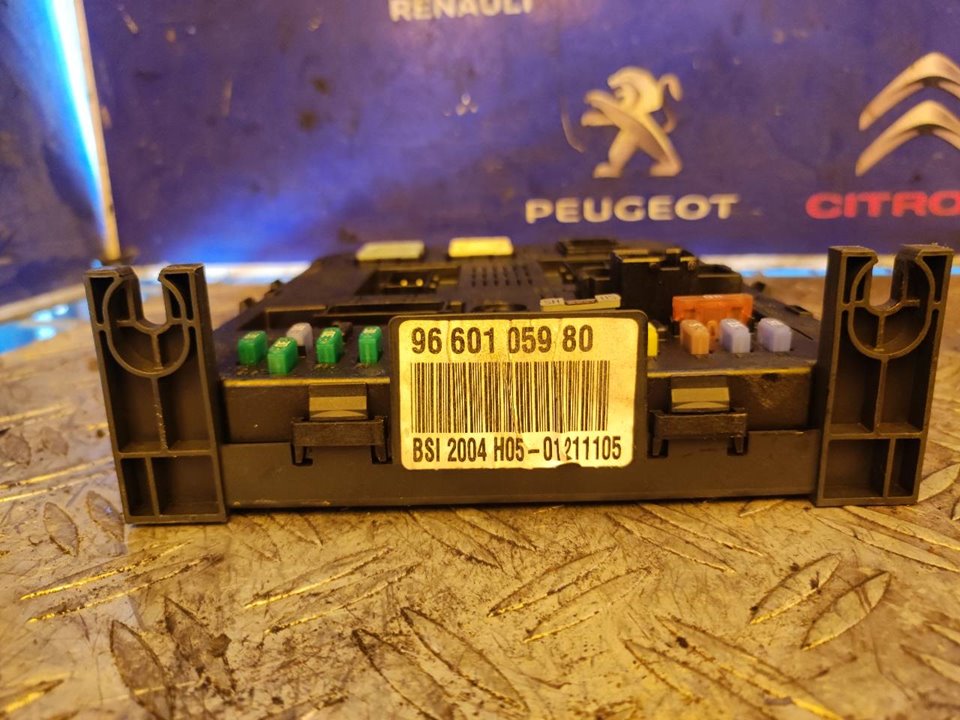 RENAULT
PEUGEOT
CITRO
96 601 059 80
BSI 2004 H05-01211105